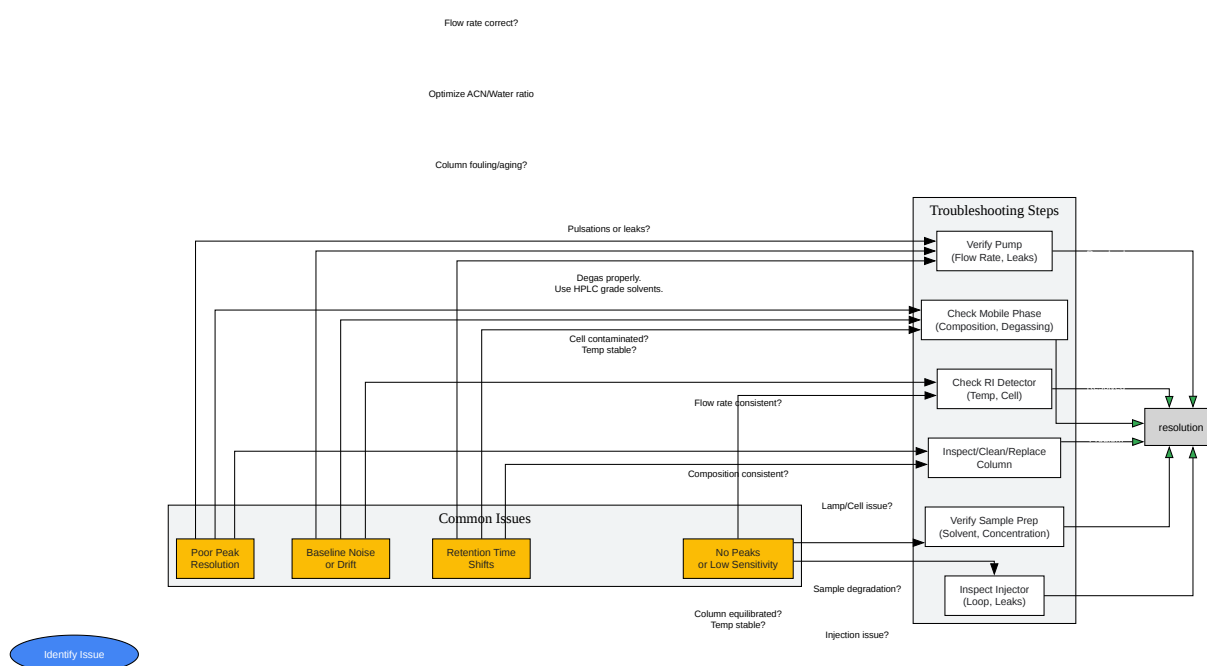 Flow rate correct?
Optimize ACN/Water ratio
Column fouling/aging?
Troubleshooting Steps
Pulsations or leaks?
Verify Pump
(Flow Rate, Leaks)
Degas properly.
Use HPLC grade solvents.
Check Mobile Phase
(Composition, Degassing)
Cell contaminated?
Temp stable?
Check RI Detector
(Temp, Cell)
Flow rate consistent?
resolution
Inspect/Clean/Replace
Column
Composition consistent?
Common Issues
Lamp/Cell issue?
Verify Sample Prep
(Solvent, Concentration)
Poor Peak
Resolution
Baseline Noise
or Drift
Retention Time
Shifts
No Peaks
or Low Sensitivity
Sample degradation?
Inspect Injector
(Loop, Leaks)
Column equilibrated?
Temp stable?
Injection issue?
Identify Issue